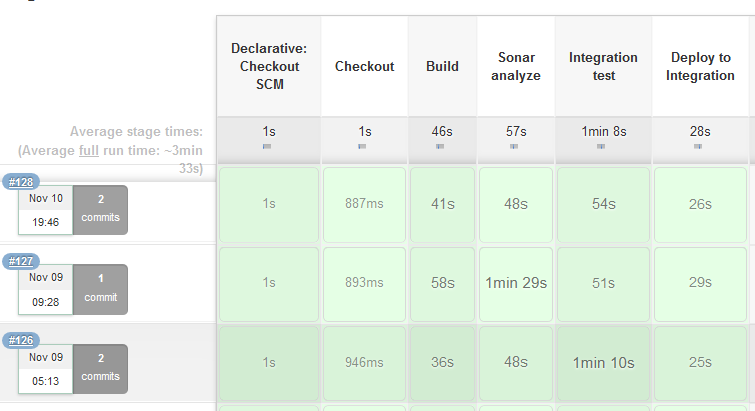 Declarative: Checkout SCM
Checkout
Build
Sonar analyze
Integration test
Deploy to Integration
Average stage times:
(Average full run time: ~3min 33s)
1s
1s
46s
57s
1min 8s
28s
#128
Nov 10
19:46
2 commits
1s
887ms
41s
48s
54s
26s
#127
Nov 09
09:28
1 commit
1s
893ms
58s
1min 29s
51s
29s
#126
Nov 09
05:13
2 commits
1s
946ms
36s
48s
1min 10s
25s